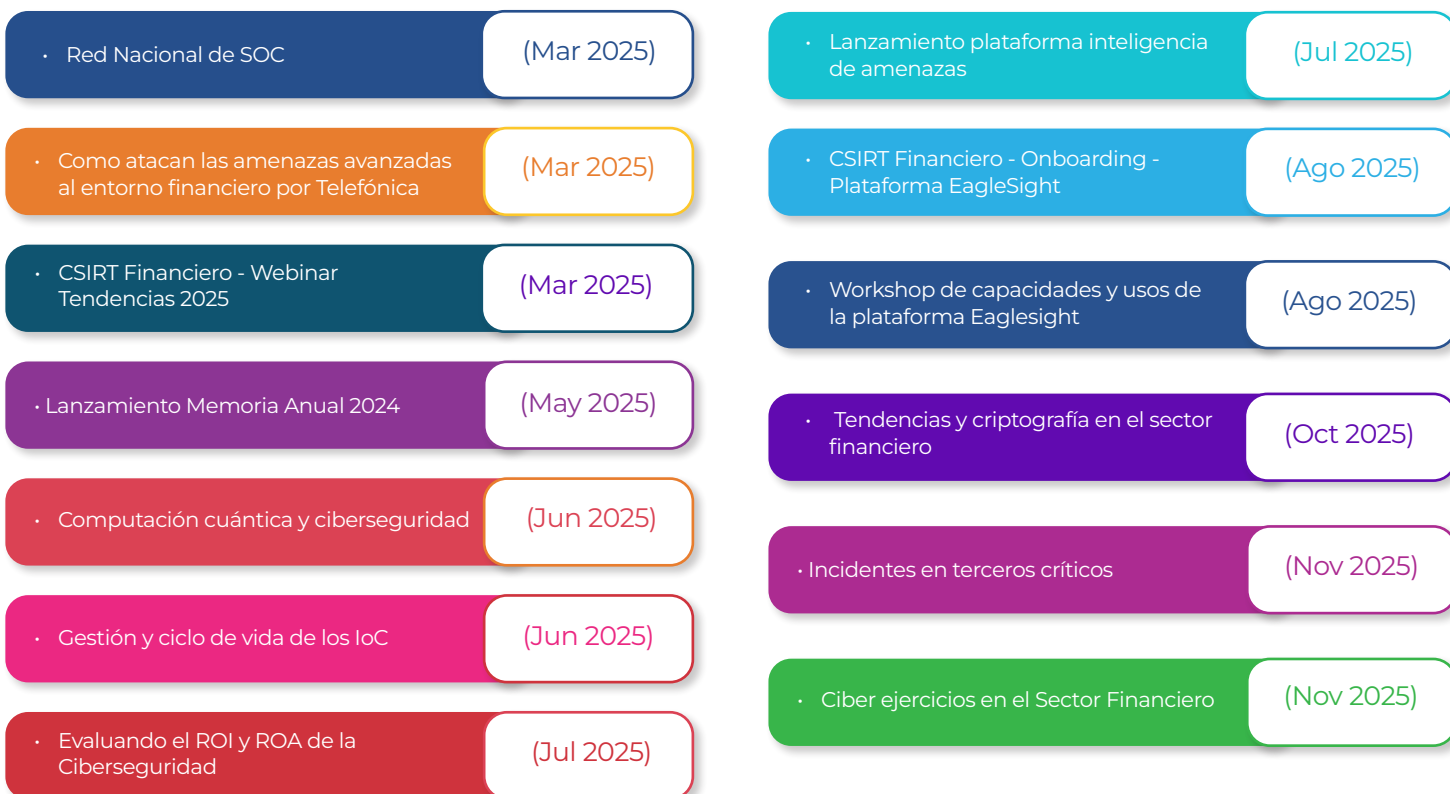 • Red Nacional de SOC
(Mar 2025)
• Como atacan las amenazas avanzadas
al entorno financiero por Telefónica
(Mar 2025)
• CSIRT Financiero - Webinar
Tendencias 2025
(Mar 2025)
• Lanzamiento Memoria Anual 2024
(May 2025)
• Computación cuántica y ciberseguridad
(Jun 2025)
• Gestión y ciclo de vida de los IoC
(Jun 2025)
• Evaluando el ROI y ROA de la
Ciberseguridad
(Jul 2025)
• Lanzamiento plataforma inteligencia
de amenazas
(Jul 2025)
• CSIRT Financiero - Onboarding -
Plataforma EagleSight
(Ago 2025)
• Workshop de capacidades y usos de
la plataforma Eaglesight
(Ago 2025)
• Tendencias y criptografía en el sector
financiero
(Oct 2025)
• Incidentes en terceros críticos
(Nov 2025)
• Ciber ejercicios en el Sector Financiero
(Nov 2025)